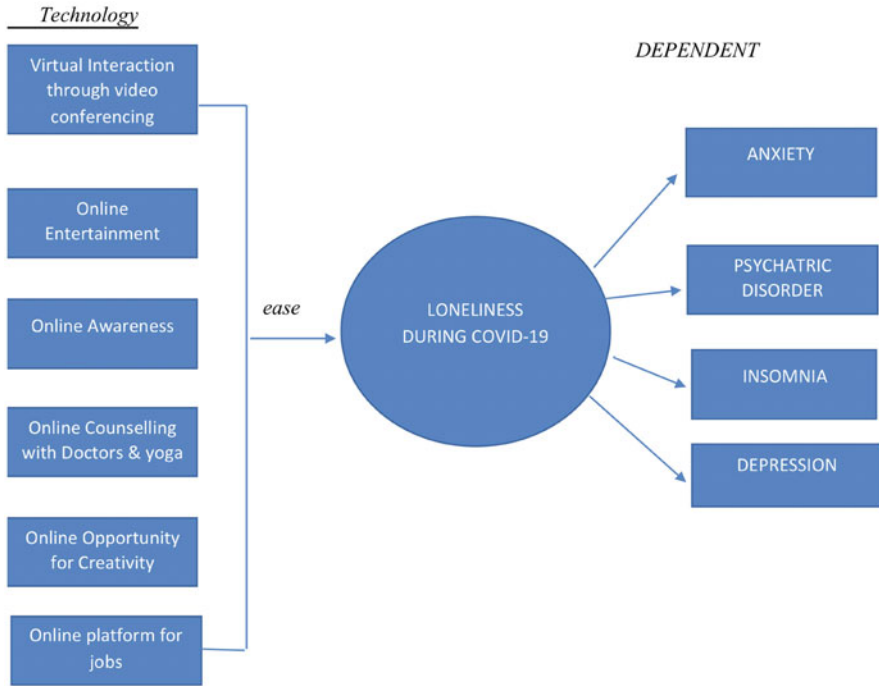 Technology
Virtual Interaction
through video
conferencing
Online
Entertainment
Online Awareness
Online Counselling
with Doctors & yoga
Online Opportunity
for Creativity
Online platform for
jobs
ease
LONELINESS
DURING COVID-19
DEPENDENT
ANXIETY
PSYCHATRIC
DISORDER
INSOMNIA
DEPRESSION